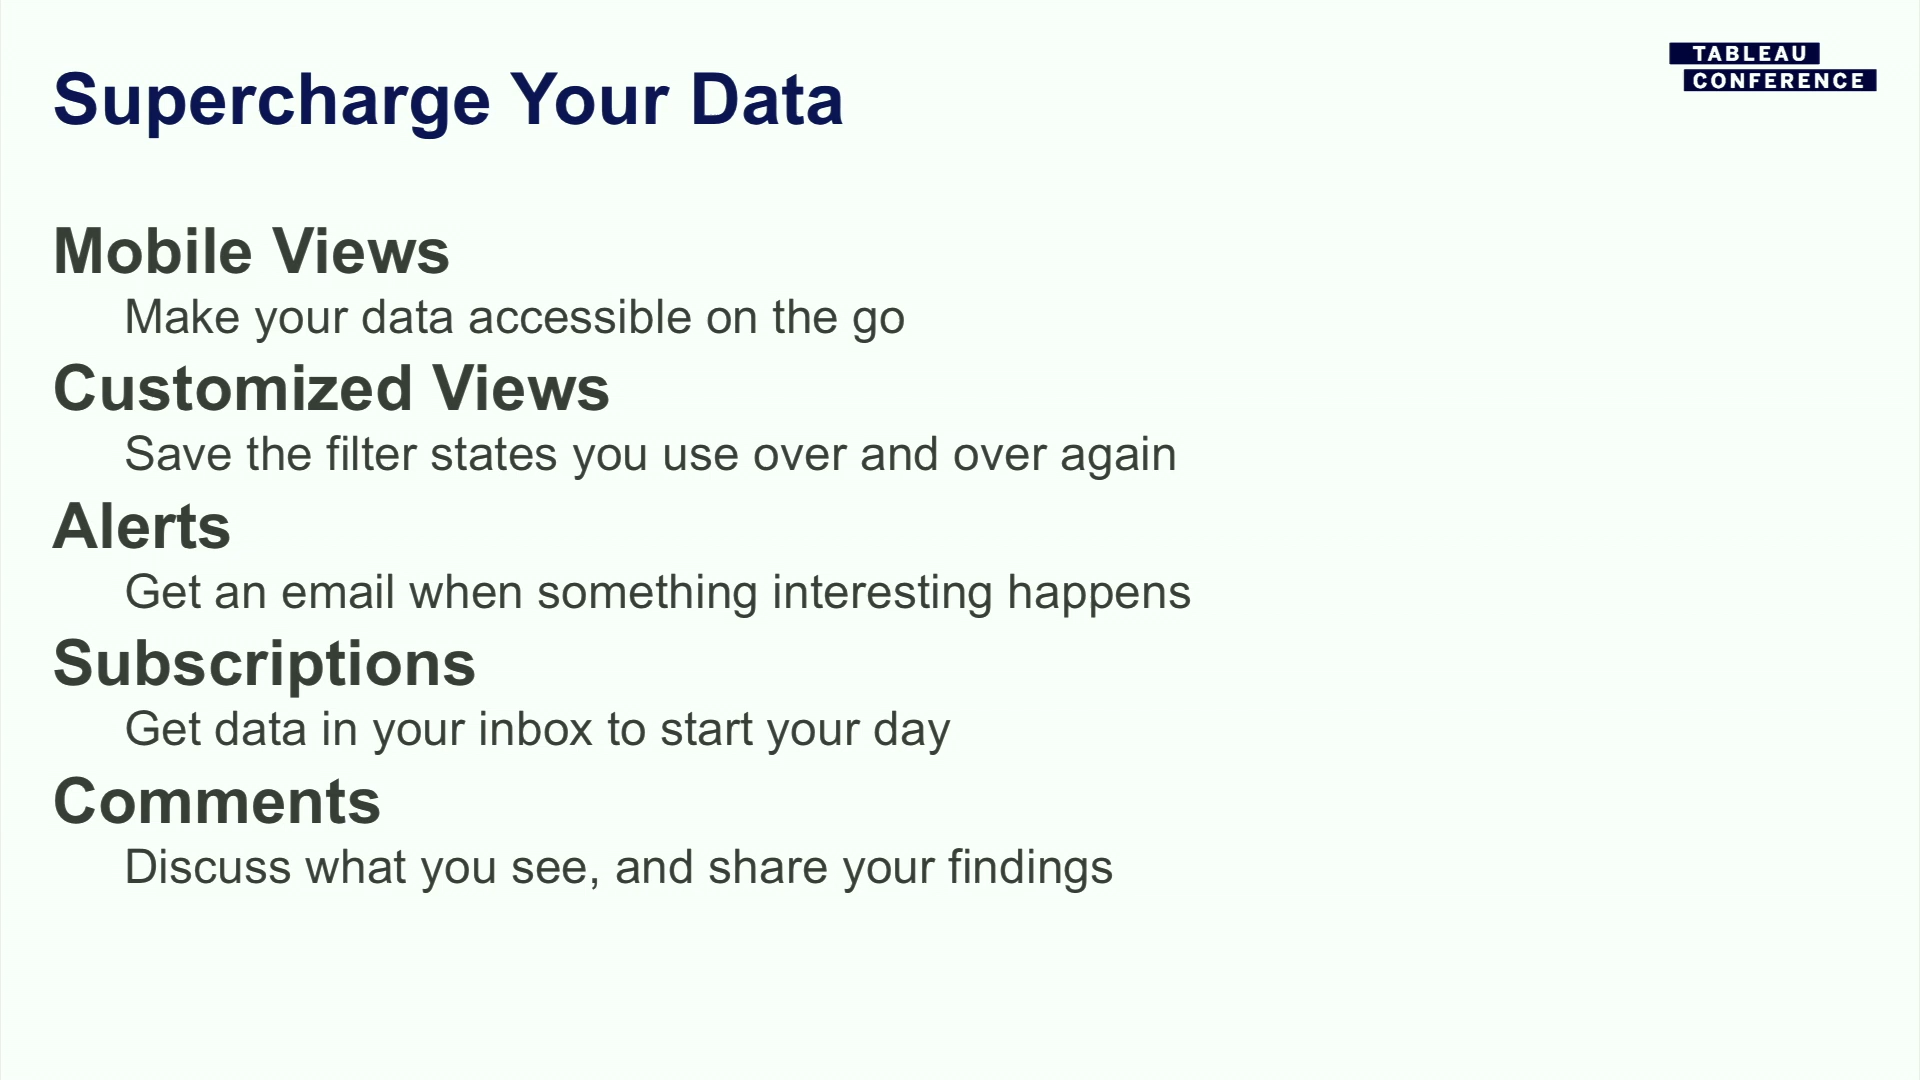 Supercharge Your Data
TABLEAU
CONFERENCE
Mobile Views
Make your data accessible on the go
Customized Views
Save the filter states you use over and over again
Alerts
Get an email when something interesting happens
Subscriptions
Get data in your inbox to start your day
Comments
Discuss what you see, and share your findings